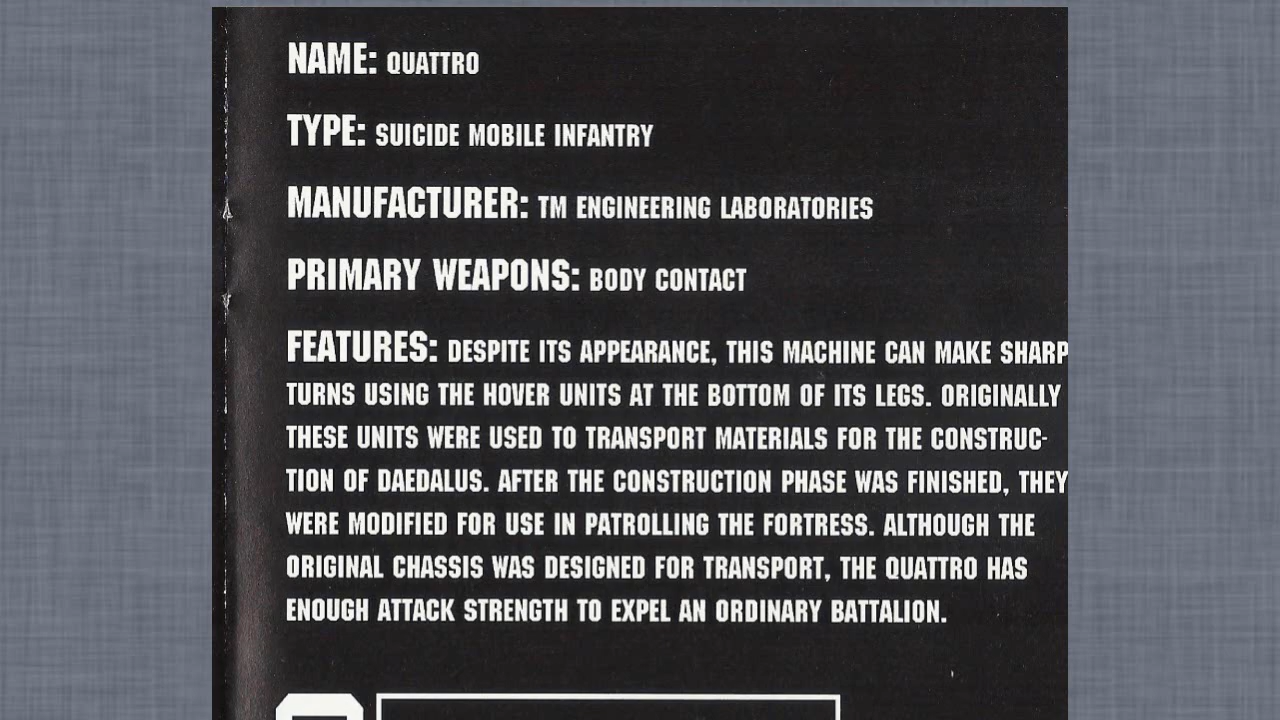 NAME: QUATTRO
TYPE: SUICIDE MOBILE INFANTRY
MANUFACTURER: TM ENGINEERING LABORATORIES
PRIMARY WEAPONS: BODY CONTACT
FEATURES: DESPITE ITS APPEARANCE, THIS MACHINE CAN MAKE SHARP
TURNS USING THE HOVER UNITS AT THE BOTTOM OF ITS LEGS. ORIGINALLY
THESE UNITS WERE USED TO TRANSPORT MATERIALS FOR THE CONSTRUC-
TION OF DAEDALUS. AFTER THE CONSTRUCTION PHASE WAS FINISHED, THEY
WERE MODIFIED FOR USE IN PATROLLING THE FORTRESS. ALTHOUGH THE
ORIGINAL CHASSIS WAS DESIGNED FOR TRANSPORT, THE QUATTRO HAS
ENOUGH ATTACK STRENGTH TO EXPEL AN ORDINARY BATTALION.